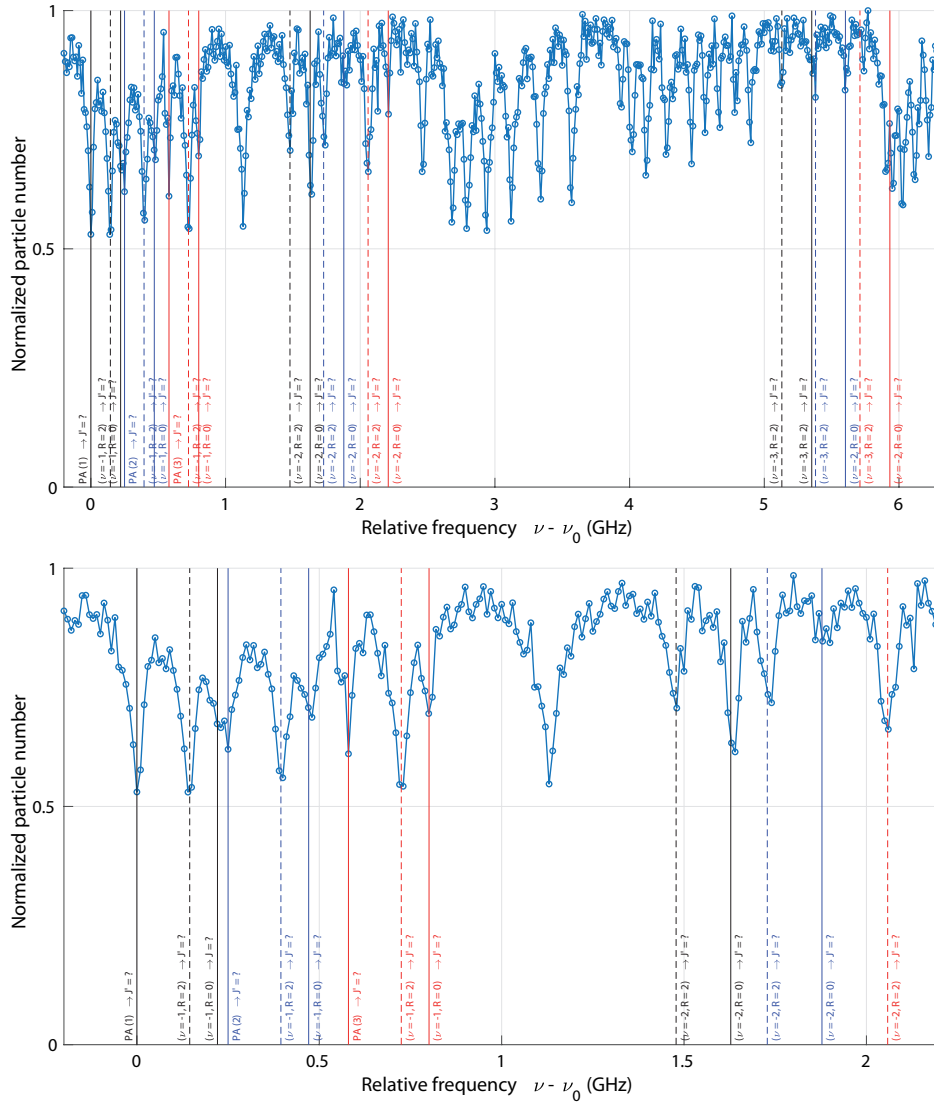 1
0.5
0
Normalized particle number
PA (1) → J' = ?
(ν = -1, R = 2) → J' = ?
(ν = -1, R = 0) → J' = ?
PA (2) → J' = ?
(ν = -1, R = 2) → J' = ?
(ν = -1, R = 0) → J' = ?
PA (3) → J' = ?
(ν = -1, R = 2) → J' = ?
(ν = -1, R = 0) → J' = ?
(ν = -2, R = 2) → J' = ?
(ν = -2, R = 0) → J' = ?
(ν = -2, R = 2) → J' = ?
(ν = -2, R = 0) → J' = ?
(ν = -2, R = 2) → J' = ?
(ν = -2, R = 0) → J' = ?
(ν = -3, R = 2) → J' = ?
(ν = -3, R = 2) → J' = ?
(ν = -3, R = 2) → J' = ?
(ν = -2, R = 0) → J' = ?
(ν = -3, R = 2) → J' = ?
(ν = -2, R = 0) → J' = ?
0 1 2 3 4 5 6
Relative frequency ν - ν0 (GHz)
1
0.5
0
Normalized particle number
PA (1) → J' = ?
(ν = -1, R = 2) → J' = ?
(ν = -1, R = 0) → J = ?
PA (2) → J' = ?
(ν = -1, R = 2) → J' = ?
(ν = -1, R = 0) → J' = ?
PA (3) → J' = ?
(ν = -1, R = 2) → J' = ?
(ν = -1, R = 0) → J' = ?
(ν = -2, R = 2) → J' = ?
(ν = -2, R = 0) → J' = ?
(ν = -2, R = 2) → J' = ?
(ν = -2, R = 0) → J' = ?
(ν = -2, R = 2) → J' = ?
0 0.5 1 1.5 2
Relative frequency ν - ν0 (GHz)